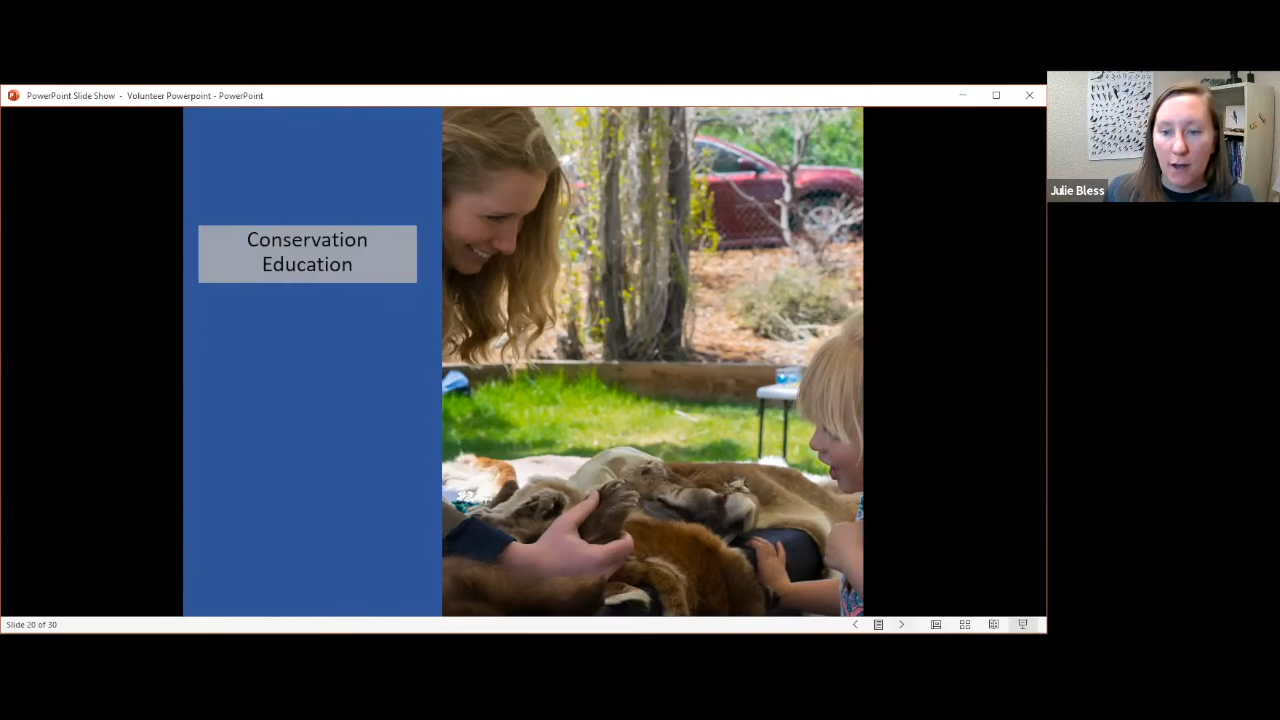 PowerPoint Slide Show - Volunteer Powerpoint - PowerPoint
Julie Bless
Conservation
Education
Slide 20 of 30